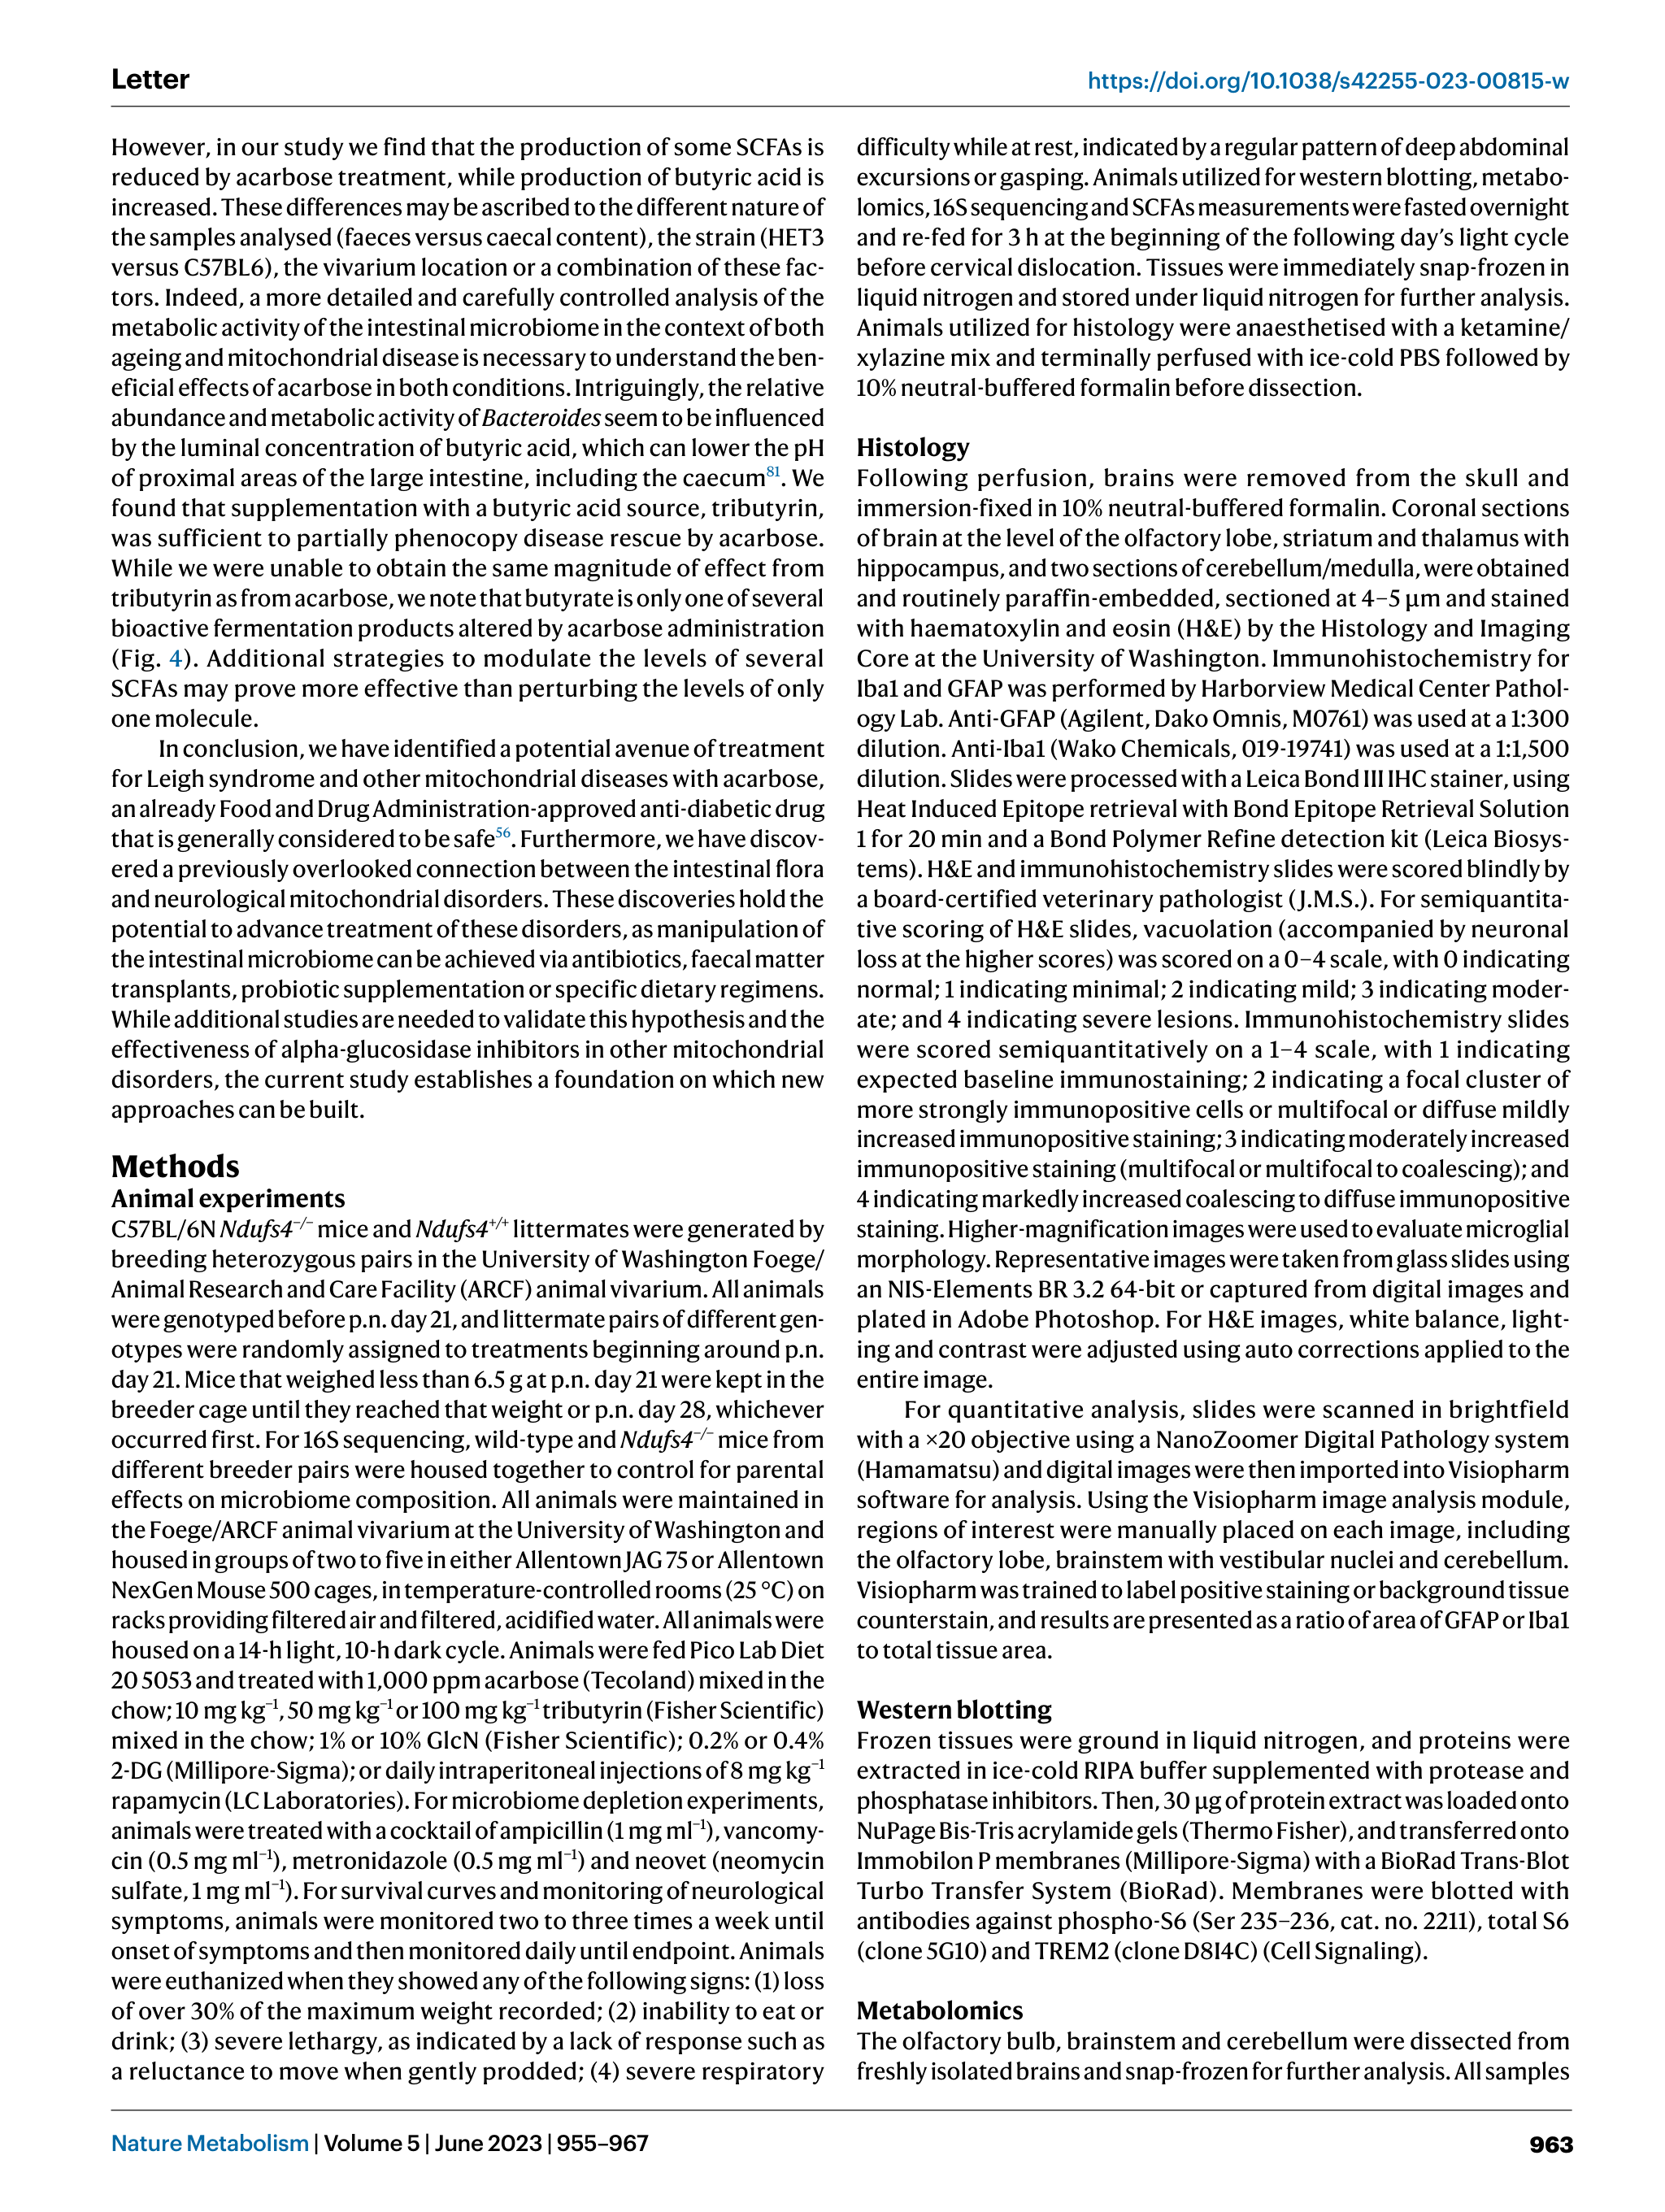 Letter
https://doi.org/10.1038/s42255-023-00815-w
However, in our study we find that the production of some SCFAs is
reduced by acarbose treatment, while production of butyric acid is
increased. These differences may be ascribed to the different nature of
the samples analysed (faeces versus caecal content), the strain (HET3
versus C57BL6), the vivarium location or a combination of these fac-
tors. Indeed, a more detailed and carefully controlled analysis of the
metabolic activity of the intestinal microbiome in the context of both
ageing and mitochondrial disease is necessary to understand the ben-
eficial effects of acarbose in both conditions. Intriguingly, the relative
abundance and metabolic activity of Bacteroides seem to be influenced
by the luminal concentration of butyric acid, which can lower the pH
of proximal areas of the large intestine, including the caecum⁸¹. We
found that supplementation with a butyric acid source, tributyrin,
was sufficient to partially phenocopy disease rescue by acarbose.
While we were unable to obtain the same magnitude of effect from
tributyrin as from acarbose, we note that butyrate is only one of several
bioactive fermentation products altered by acarbose administration
(Fig. 4). Additional strategies to modulate the levels of several
SCFAs may prove more effective than perturbing the levels of only
one molecule.
In conclusion, we have identified a potential avenue of treatment
for Leigh syndrome and other mitochondrial diseases with acarbose,
an already Food and Drug Administration-approved anti-diabetic drug
that is generally considered to be safe⁵⁶. Furthermore, we have discov-
ered a previously overlooked connection between the intestinal flora
and neurological mitochondrial disorders. These discoveries hold the
potential to advance treatment of these disorders, as manipulation of
the intestinal microbiome can be achieved via antibiotics, faecal matter
transplants, probiotic supplementation or specific dietary regimens.
While additional studies are needed to validate this hypothesis and the
effectiveness of alpha-glucosidase inhibitors in other mitochondrial
disorders, the current study establishes a foundation on which new
approaches can be built.
Methods
Animal experiments
C57BL/6N Ndufs4⁻/⁻ mice and Ndufs4⁺/⁺ littermates were generated by
breeding heterozygous pairs in the University of Washington Foege/
Animal Research and Care Facility (ARCF) animal vivarium. All animals
were genotyped before p.n. day 21, and littermate pairs of different gen-
otypes were randomly assigned to treatments beginning around p.n.
day 21. Mice that weighed less than 6.5 g at p.n. day 21 were kept in the
breeder cage until they reached that weight or p.n. day 28, whichever
occurred first. For 16S sequencing, wild-type and Ndufs4⁻/⁻ mice from
different breeder pairs were housed together to control for parental
effects on microbiome composition. All animals were maintained in
the Foege/ARCF animal vivarium at the University of Washington and
housed in groups of two to five in either Allentown JAG 75 or Allentown
NexGen Mouse 500 cages, in temperature-controlled rooms (25 °C) on
racks providing filtered air and filtered, acidified water. All animals were
housed on a 14-h light, 10-h dark cycle. Animals were fed Pico Lab Diet
20 5053 and treated with 1,000 ppm acarbose (Tecoland) mixed in the
chow; 10 mg kg⁻¹, 50 mg kg⁻¹ or 100 mg kg⁻¹ tributyrin (Fisher Scientific)
mixed in the chow; 1% or 10% GlcN (Fisher Scientific); 0.2% or 0.4%
2-DG (Millipore-Sigma); or daily intraperitoneal injections of 8 mg kg⁻¹
rapamycin (LC Laboratories). For microbiome depletion experiments,
animals were treated with a cocktail of ampicillin (1 mg ml⁻¹), vancomy-
cin (0.5 mg ml⁻¹), metronidazole (0.5 mg ml⁻¹) and neovet (neomycin
sulfate, 1 mg ml⁻¹). For survival curves and monitoring of neurological
symptoms, animals were monitored two to three times a week until
onset of symptoms and then monitored daily until endpoint. Animals
were euthanized when they showed any of the following signs: (1) loss
of over 30% of the maximum weight recorded; (2) inability to eat or
drink; (3) severe lethargy, as indicated by a lack of response such as
a reluctance to move when gently prodded; (4) severe respiratory
difficulty while at rest, indicated by a regular pattern of deep abdominal
excursions or gasping. Animals utilized for western blotting, metabo-
lomics, 16S sequencing and SCFAs measurements were fasted overnight
and re-fed for 3 h at the beginning of the following day's light cycle
before cervical dislocation. Tissues were immediately snap-frozen in
liquid nitrogen and stored under liquid nitrogen for further analysis.
Animals utilized for histology were anaesthetised with a ketamine/
xylazine mix and terminally perfused with ice-cold PBS followed by
10% neutral-buffered formalin before dissection.
Histology
Following perfusion, brains were removed from the skull and
immersion-fixed in 10% neutral-buffered formalin. Coronal sections
of brain at the level of the olfactory lobe, striatum and thalamus with
hippocampus, and two sections of cerebellum/medulla, were obtained
and routinely paraffin-embedded, sectioned at 4–5 μm and stained
with haematoxylin and eosin (H&E) by the Histology and Imaging
Core at the University of Washington. Immunohistochemistry for
Iba1 and GFAP was performed by Harborview Medical Center Pathol-
ogy Lab. Anti-GFAP (Agilent, Dako Omnis, M0761) was used at a 1:300
dilution. Anti-Iba1 (Wako Chemicals, 019-19741) was used at a 1:1,500
dilution. Slides were processed with a Leica Bond III IHC stainer, using
Heat Induced Epitope retrieval with Bond Epitope Retrieval Solution
1 for 20 min and a Bond Polymer Refine detection kit (Leica Biosys-
tems). H&E and immunohistochemistry slides were scored blindly by
a board-certified veterinary pathologist (J.M.S.). For semiquantita-
tive scoring of H&E slides, vacuolation (accompanied by neuronal
loss at the higher scores) was scored on a 0–4 scale, with 0 indicating
normal; 1 indicating minimal; 2 indicating mild; 3 indicating moder-
ate; and 4 indicating severe lesions. Immunohistochemistry slides
were scored semiquantitatively on a 1–4 scale, with 1 indicating
expected baseline immunostaining; 2 indicating a focal cluster of
more strongly immunopositive cells or multifocal or diffuse mildly
increased immunopositive staining; 3 indicating moderately increased
immunopositive staining (multifocal or multifocal to coalescing); and
4 indicating markedly increased coalescing to diffuse immunopositive
staining. Higher-magnification images were used to evaluate microglial
morphology. Representative images were taken from glass slides using
an NIS-Elements BR 3.2 64-bit or captured from digital images and
plated in Adobe Photoshop. For H&E images, white balance, light-
ing and contrast were adjusted using auto corrections applied to the
entire image.
For quantitative analysis, slides were scanned in brightfield
with a ×20 objective using a NanoZoomer Digital Pathology system
(Hamamatsu) and digital images were then imported into Visiopharm
software for analysis. Using the Visiopharm image analysis module,
regions of interest were manually placed on each image, including
the olfactory lobe, brainstem with vestibular nuclei and cerebellum.
Visiopharm was trained to label positive staining or background tissue
counterstain, and results are presented as a ratio of area of GFAP or Iba1
to total tissue area.
Western blotting
Frozen tissues were ground in liquid nitrogen, and proteins were
extracted in ice-cold RIPA buffer supplemented with protease and
phosphatase inhibitors. Then, 30 μg of protein extract was loaded onto
NuPage Bis-Tris acrylamide gels (Thermo Fisher), and transferred onto
Immobilon P membranes (Millipore-Sigma) with a BioRad Trans-Blot
Turbo Transfer System (BioRad). Membranes were blotted with
antibodies against phospho-S6 (Ser 235–236, cat. no. 2211), total S6
(clone 5G10) and TREM2 (clone D8I4C) (Cell Signaling).
Metabolomics
The olfactory bulb, brainstem and cerebellum were dissected from
freshly isolated brains and snap-frozen for further analysis. All samples
Nature Metabolism | Volume 5 | June 2023 | 955–967
963